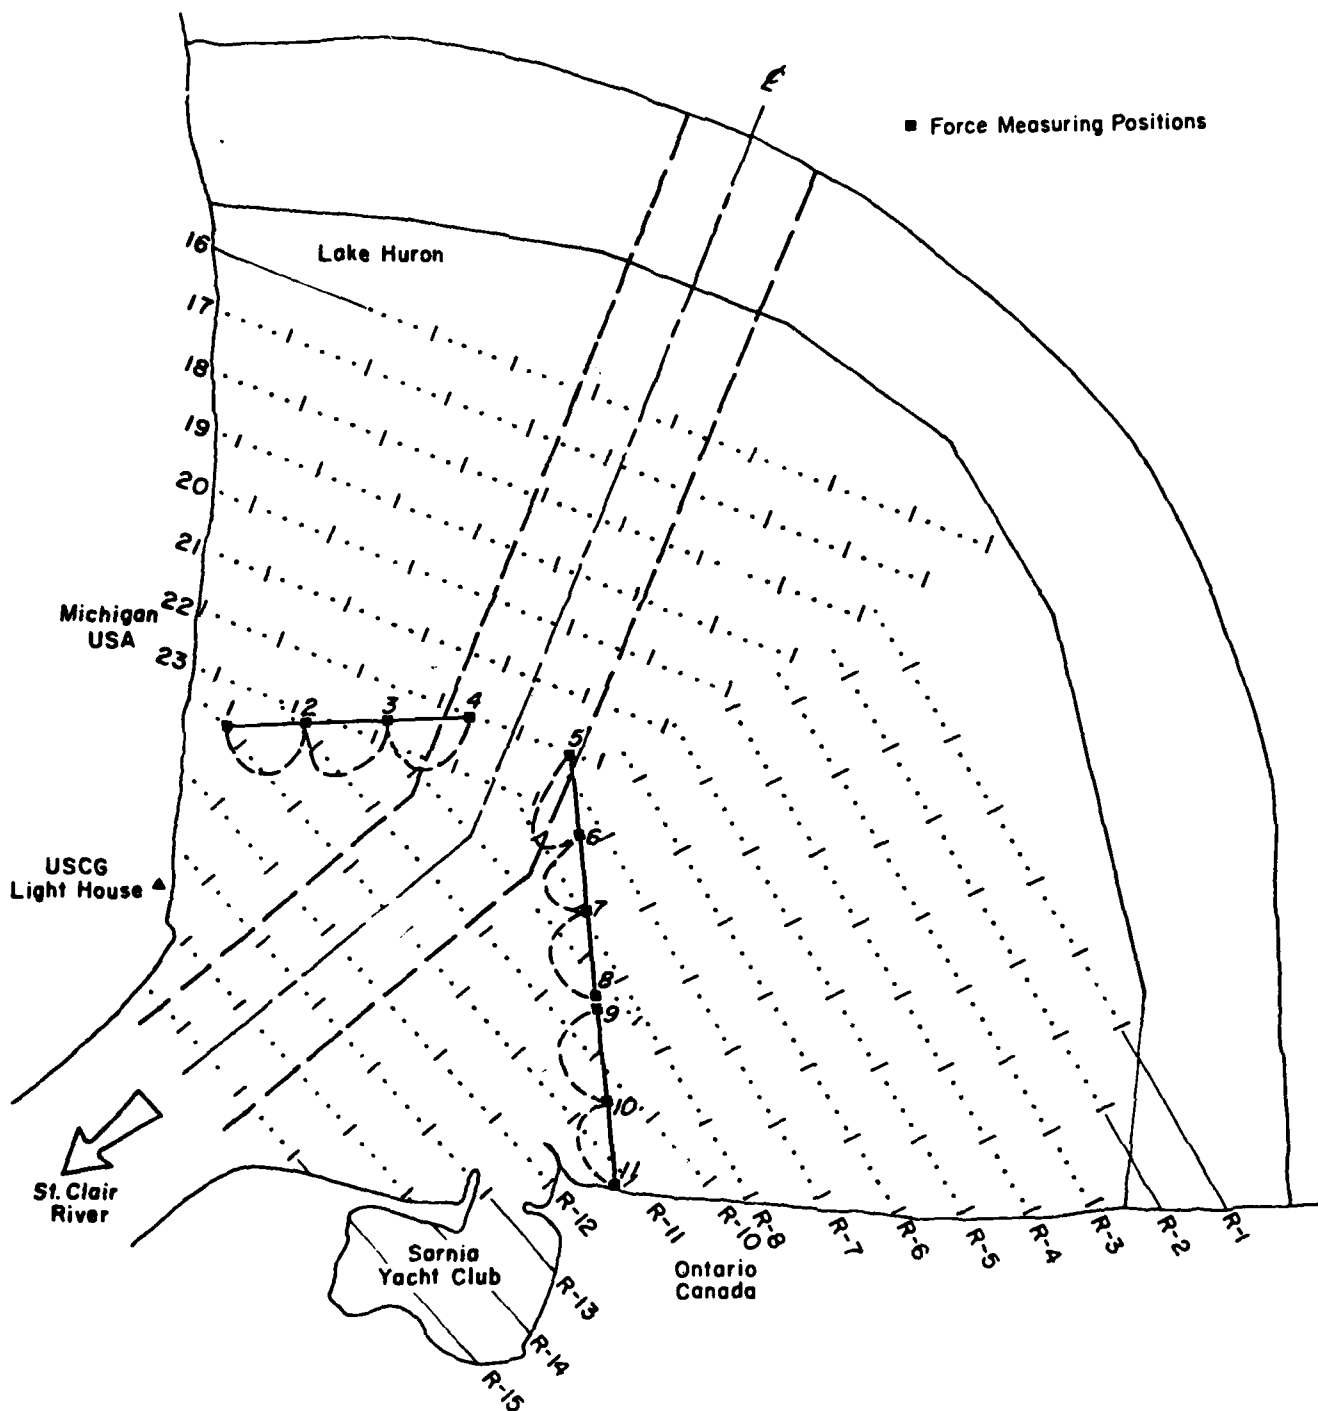 ℄
■ Force Measuring Positions
Lake Huron
16
17
18
19
20
21
22
23
Michigan
USA
1
2
3
4
5
6
7
8
9
10
11
USCG
Light House
St. Clair
River
Sarnia
Yacht Club
Ontario
Canada
R-12
R-11
R-10
R-8
R-7
R-6
R-5
R-4
R-3
R-2
R-1
R-13
R-14
R-15